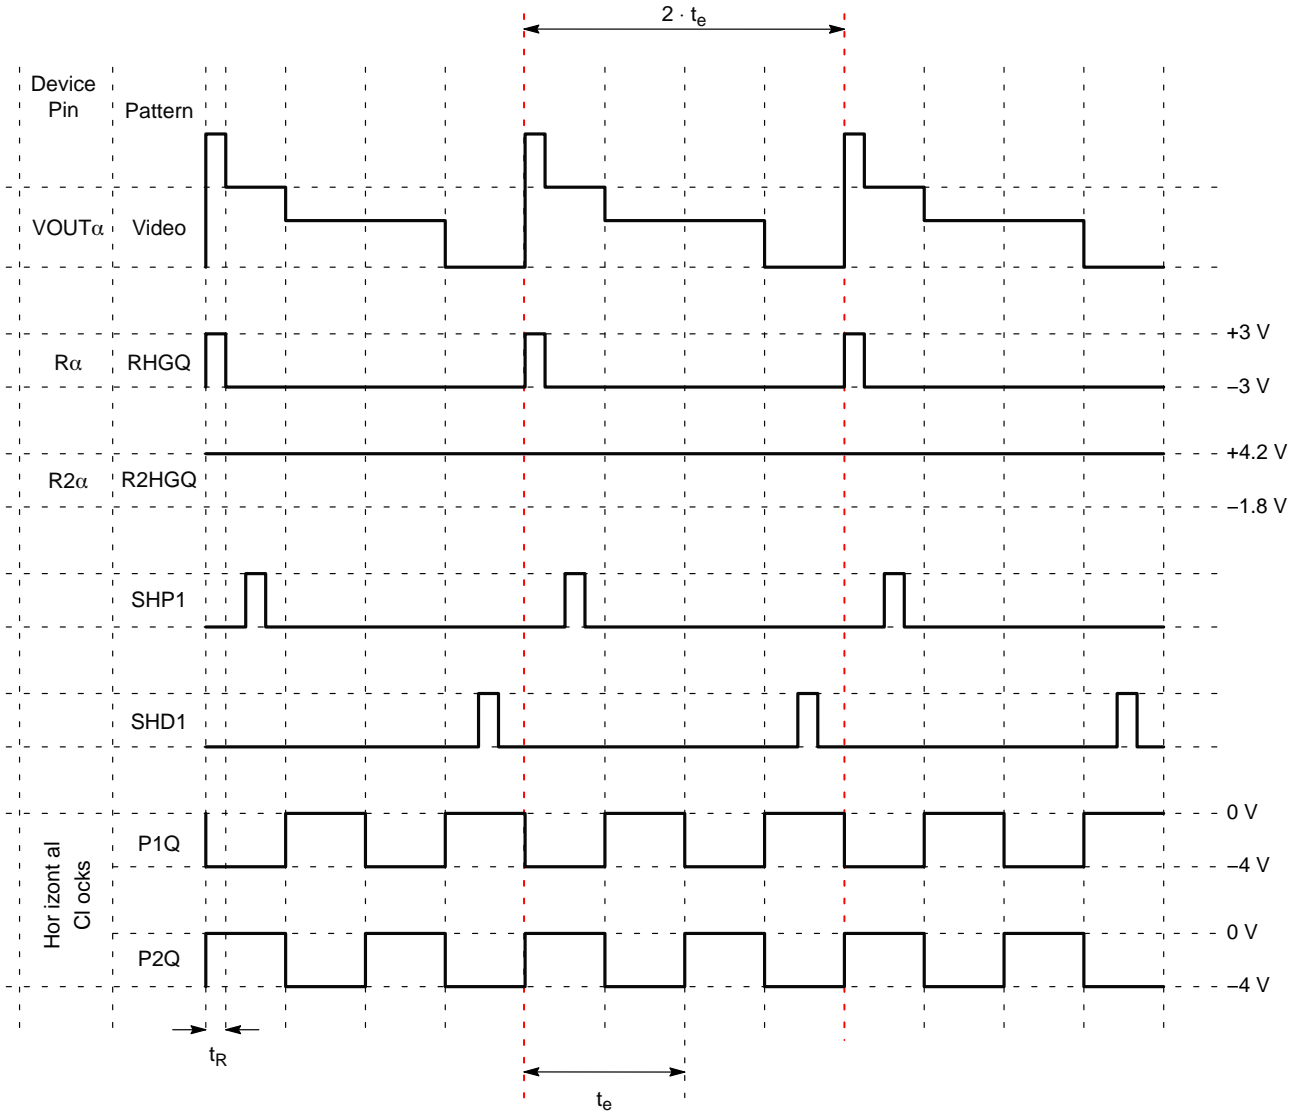 2 · te
Device
Pin
Pattern
VOUTα
Video
Rα
RHGQ
+3 V
–3 V
R2α
R2HGQ
+4.2 V
–1.8 V
SHP1
SHD1
Hor izont al
Cl ocks
P1Q
0 V
–4 V
P2Q
0 V
–4 V
tR
te